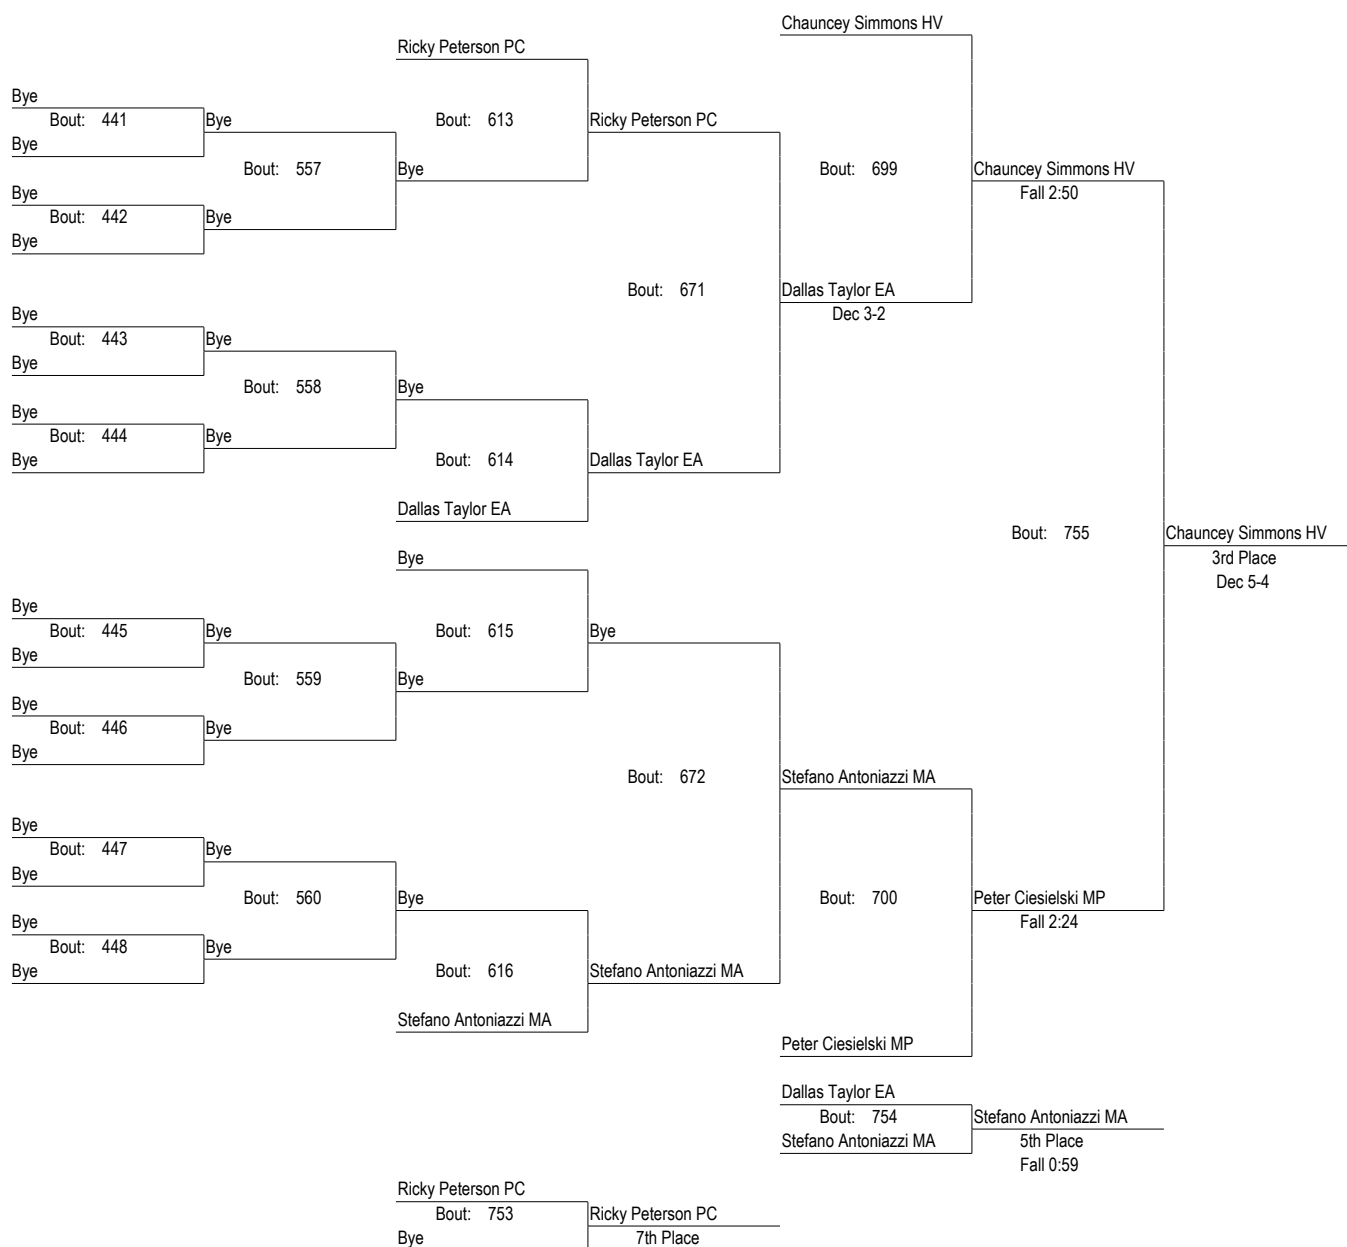 Chauncey Simmons HV
Ricky Peterson PC
Bye
Bout: 441 Bye Bout: 613 Ricky Peterson PC
Bye
Bout: 557 Bye Bout: 699 Chauncey Simmons HV
Bye Fall 2:50
Bout: 442 Bye
Bye
Bout: 671 Dallas Taylor EA
Bye Dec 3-2
Bout: 443 Bye
Bye
Bout: 558 Bye
Bye
Bout: 444 Bye
Bye Bout: 614 Dallas Taylor EA
Dallas Taylor EA
Bout: 755 Chauncey Simmons HV
Bye 3rd Place
Dec 5-4
Bye
Bout: 445 Bye Bout: 615 Bye
Bye
Bout: 559 Bye
Bye
Bout: 446 Bye
Bye
Bout: 672 Stefano Antoniazzi MA
Bye
Bout: 447 Bye
Bye
Bout: 560 Bye Bout: 700 Peter Ciesielski MP
Bye Fall 2:24
Bout: 448 Bye
Bye Bout: 616 Stefano Antoniazzi MA
Stefano Antoniazzi MA
Peter Ciesielski MP
Dallas Taylor EA
Bout: 754 Stefano Antoniazzi MA
Stefano Antoniazzi MA 5th Place
Fall 0:59
Ricky Peterson PC
Bout: 753 Ricky Peterson PC
Bye 7th Place